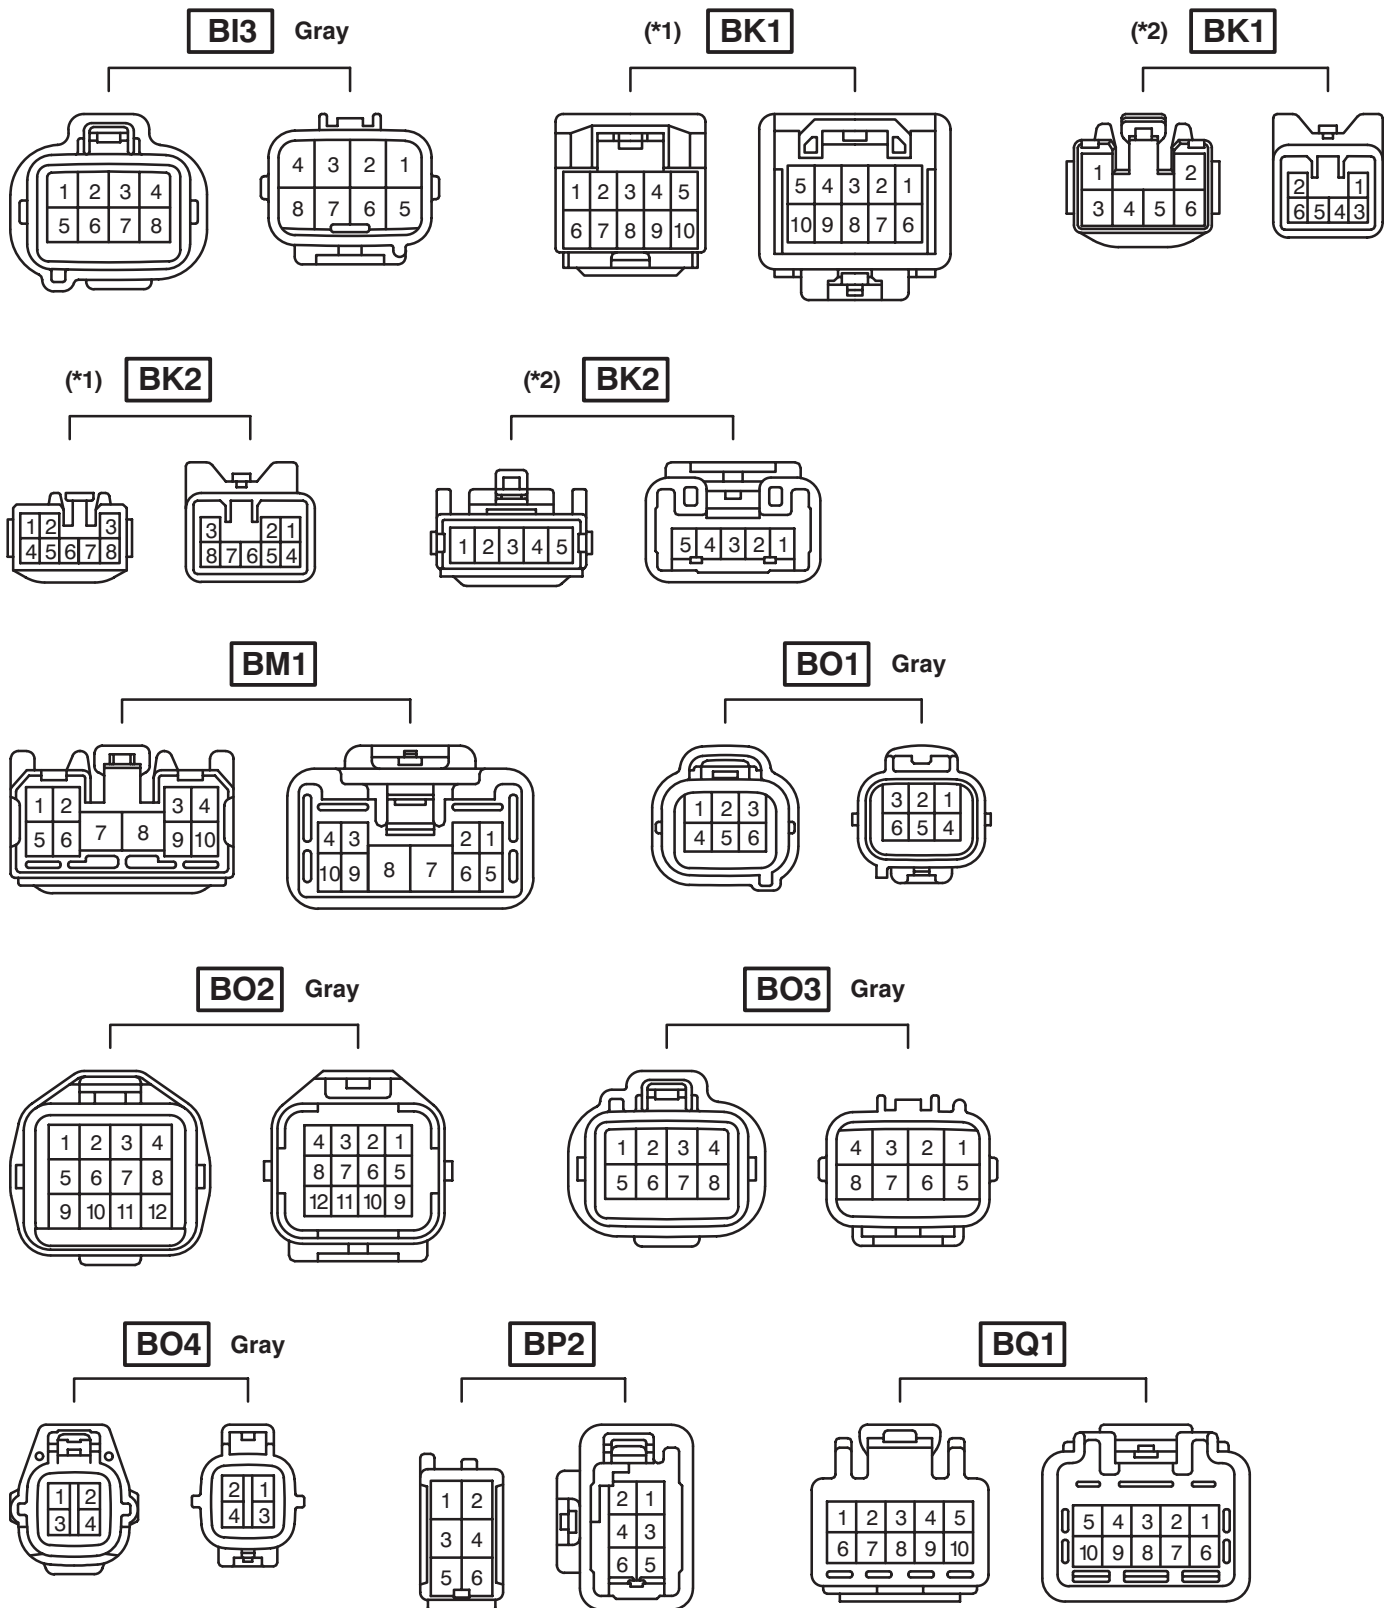 BI3 Gray (*1) BK1 (*2) BK1
1 2 3 4
5 6 7 8
4 3 2 1
8 7 6 5
1 2 3 4 5
6 7 8 9 10
5 4 3 2 1
10 9 8 7 6
1 2
3 4 5 6
2 1
6 5 4 3
(*1) BK2 (*2) BK2
1 2 3
4 5 6 7 8
3 2 1
8 7 6 5 4
1 2 3 4 5
5 4 3 2 1
BM1 BO1 Gray
1 2 3 4
5 6 7 8 9 10
4 3 2 1
10 9 8 7 6 5
1 2 3
4 5 6
3 2 1
6 5 4
BO2 Gray BO3 Gray
1 2 3 4
5 6 7 8
9 10 11 12
4 3 2 1
8 7 6 5
12 11 10 9
1 2 3 4
5 6 7 8
4 3 2 1
8 7 6 5
BO4 Gray BP2 BQ1
1 2
3 4
2 1
4 3
1 2
3 4
5 6
2 1
4 3
6 5
1 2 3 4 5
6 7 8 9 10
5 4 3 2 1
10 9 8 7 6